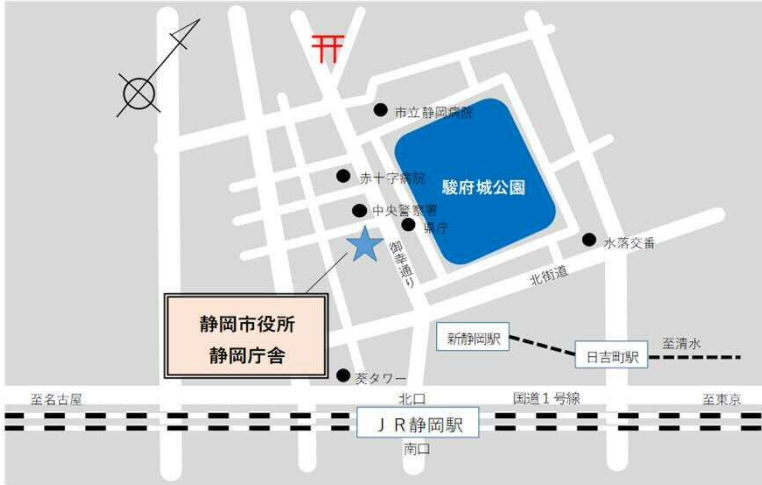 市立静岡病院
赤十字病院
駿府城公園
中央警察署
県庁
水落交番
御幸通り
北街道
静岡市役所
静岡庁舎
新静岡駅
日吉町駅
至清水
葵タワー
至名古屋
北口
国道1号線
至東京
JR静岡駅
南口